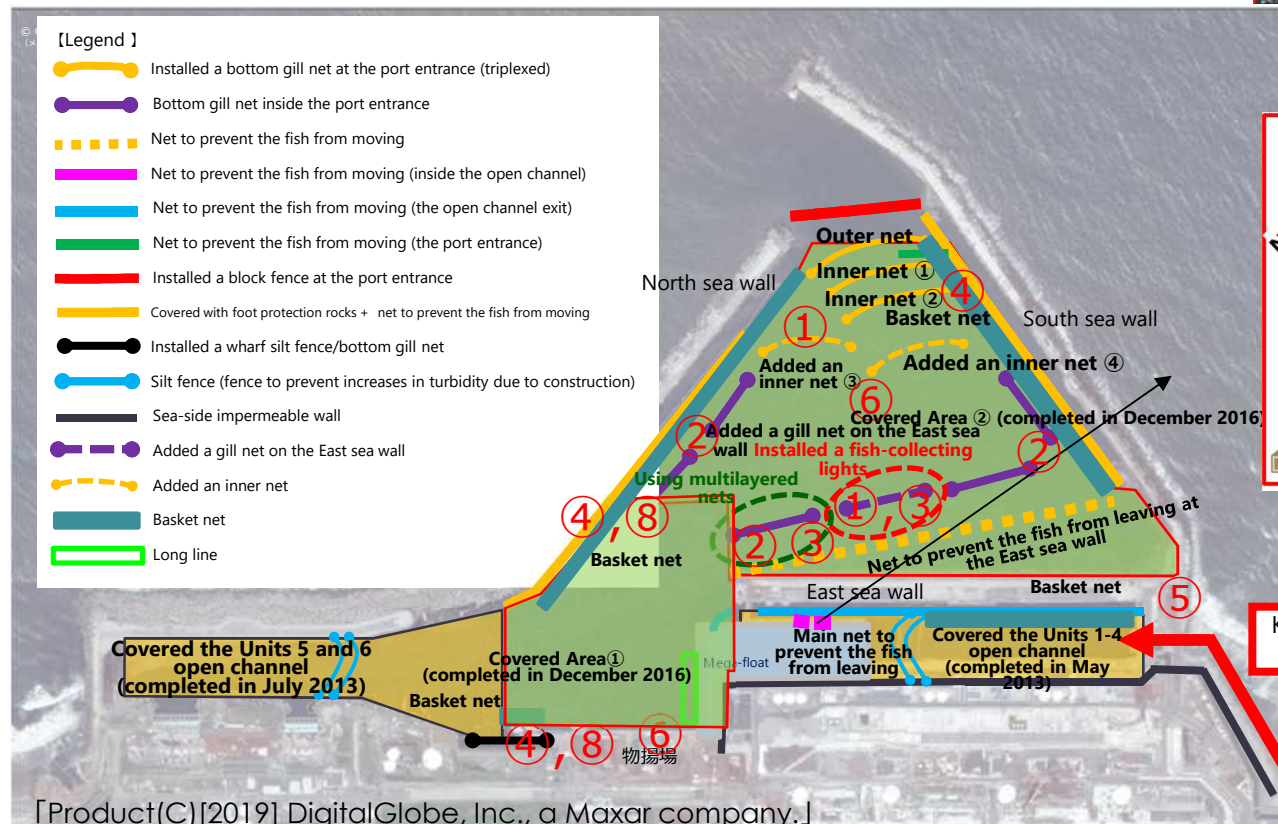 【Legend 】
Installed a bottom gill net at the port entrance (triplexed)
Bottom gill net inside the port entrance
Net to prevent the fish from moving
Net to prevent the fish from moving (inside the open channel)
Net to prevent the fish from moving (the open channel exit)
Net to prevent the fish from moving (the port entrance)
Installed a block fence at the port entrance
Covered with foot protection rocks + net to prevent the fish from moving
Installed a wharf silt fence/bottom gill net
Silt fence (fence to prevent increases in turbidity due to construction)
Sea-side impermeable wall
Added a gill net on the East sea wall
Added an inner net
Basket net
Long line
Outer net
North sea wall
Inner net ①
Inner net ②
④
Basket net
South sea wall
①
Added an
inner net ③
Added an inner net ④
⑥
Covered Area ② (completed in December 2016)
②
Added a gill net on the East sea
wall Installed a fish-collecting
lights
②
Using multilayered
nets
④, ⑧
①, ③
② ③
Basket net
Net to prevent the fish from leaving at
the East sea wall
Basket net
⑤
East sea wall
Covered the Units 5 and 6
open channel
(completed in July 2013)
Covered Area①
(completed in December 2016)
Mega-float
Main net to
prevent the fish
from leaving
Covered the Units 1-4
open channel
(completed in May
2013)
K
Basket net
④, ⑧
⑥
物揚場
「Product(C)[2019] DigitalGlobe, Inc., a Maxar company.」